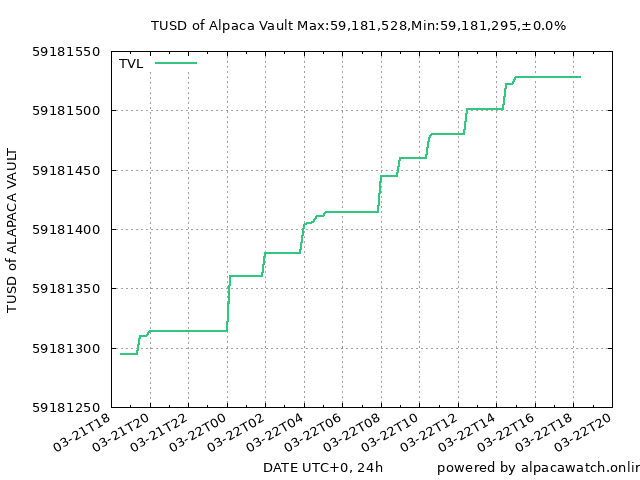 TUSD of Alpaca Vault Max:59,181,528,Min:59,181,295,±0.0%
TVL
59181550
59181500
59181450
59181400
59181350
59181300
59181250
TUSD of ALAPACA VAULT
03-21T18
03-21T20
03-21T22
03-22T00
03-22T02
03-22T04
03-22T06
03-22T08
03-22T10
03-22T12
03-22T14
03-22T16
03-22T18
03-22T20
DATE UTC+0, 24h
powered by alpacawatch.onlin